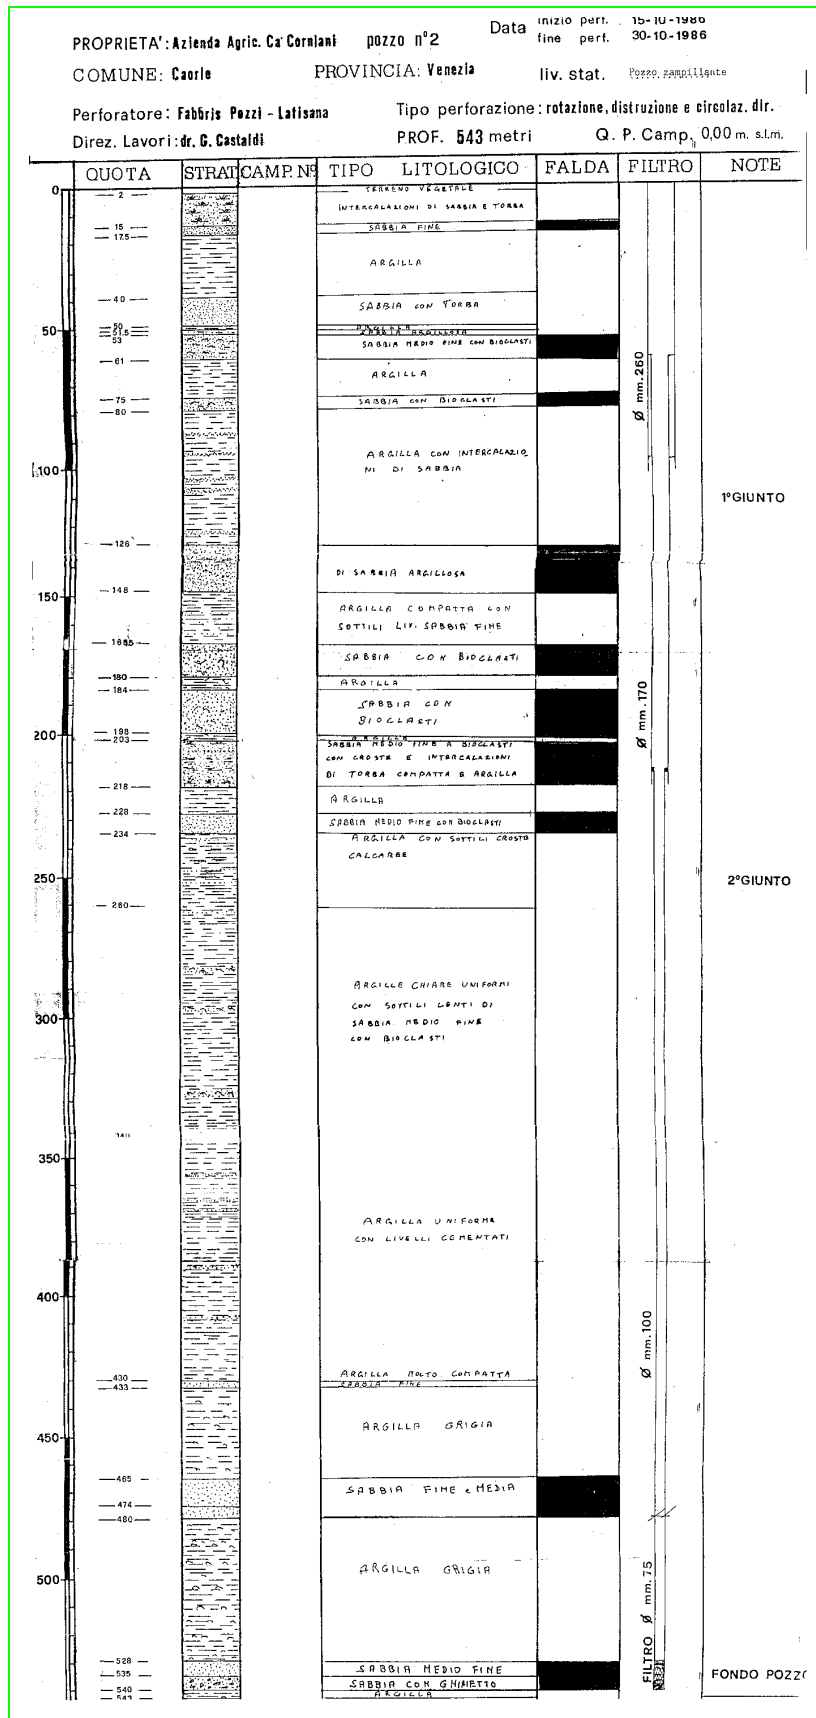 PROPRIETA': Azienda Agric. Ca' Corniani pozzo n°2 Data inizio perf. 15-10-1986
fine perf. 30-10-1986
COMUNE: Caorle PROVINCIA: Venezia liv. stat. Pozzo zampillante
Perforatore: Fabbris Pozzi - Latisana Tipo perforazione: rotazione, distruzione e circolaz. dir.
Direz. Lavori: dr. G. Castaldi PROF. 543 metri Q. P. Camp. 0,00 m. s.l.m.
QUOTA STRAT CAMP. N° TIPO LITOLOGICO FALDA FILTRO NOTE
0
TERRENO VEGETALE
2
INTERCALAZIONI DI SABBIA E TORBA
15
SABBIA FINE
17.5
ARGILLA
40
SABBIA CON TORBA
50
50
ARGILLA
51.5
SABBIA ARGILLOSA
53
SABBIA MEDIO FINE CON BIOCLASTI
61
ARGILLA
Ø mm.260
75
SABBIA CON BIOCLASTI
80
ARGILLA CON INTERCALAZIO
NI DI SABBIA
100
1°GIUNTO
126
DI SABBIA ARGILLOSA
148
150
ARGILLA COMPATTA CON
SOTTILI LIV. SABBIA FINE
SABBIA CON BIOCLASTI
180
ARGILLA
184
SABBIA CON
BIOCLASTI
Ø mm.170
198
200
ARGILLA
203
SABBIA MEDIO FINE A BIOCLASTI
CON CROSTE E INTERCALAZIONI
DI TORBA COMPATTA E ARGILLA
218
ARGILLA
228
SABBIA MEDIO FINE CON BIOCLASTI
234
ARGILLA CON SOTTILI CROSTE
CALCAREE
250
2°GIUNTO
260
ARGILLE CHIARE UNIFORMI
CON SOTTILI LENTI DI
SABBIA MEDIO FINE
CON BIOCLASTI
300
340
350
ARGILLA UNIFORME
CON LIVELLI CEMENTATI
400
Ø mm.100
ARGILLA MOLTO COMPATTA
430
SABBIA FINE
433
ARGILLA GRIGIA
450
465
SABBIA FINE e MEDIA
474
480
ARGILLA GRIGIA
500
FILTRO Ø mm.75
528
SABBIA MEDIO FINE
535
FONDO POZZO
SABBIA CON GHIAIETTO
540
ARGILLA
543